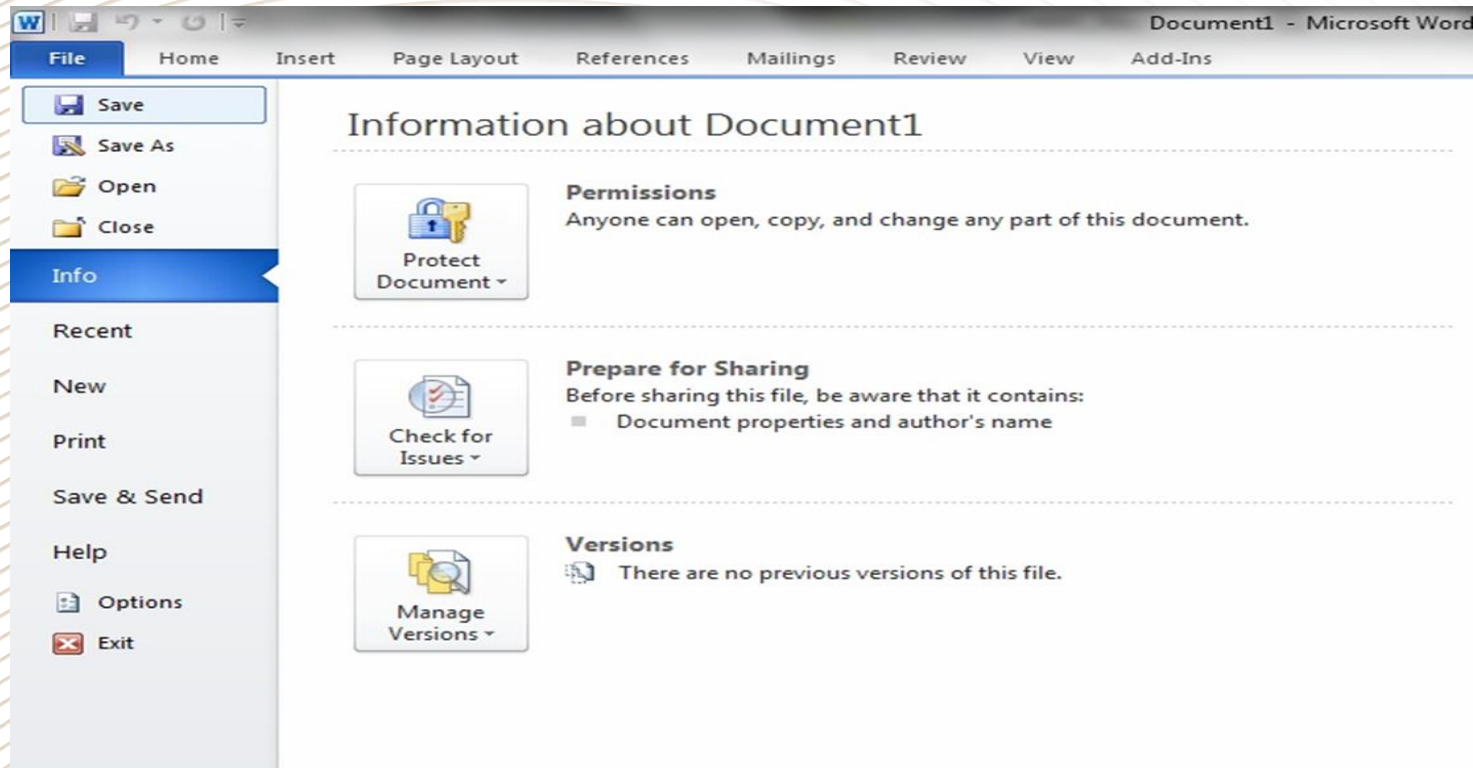 W
Document1 - Microsoft Word
File Home Insert Page Layout References Mailings Review View Add-Ins
Save
Save As
Open
Close
Info
Recent
New
Print
Save & Send
Help
Options
Exit
Information about Document1
Protect
Document
Permissions
Anyone can open, copy, and change any part of this document.
Check for
Issues
Prepare for Sharing
Before sharing this file, be aware that it contains:
Document properties and author's name
Manage
Versions
Versions
There are no previous versions of this file.